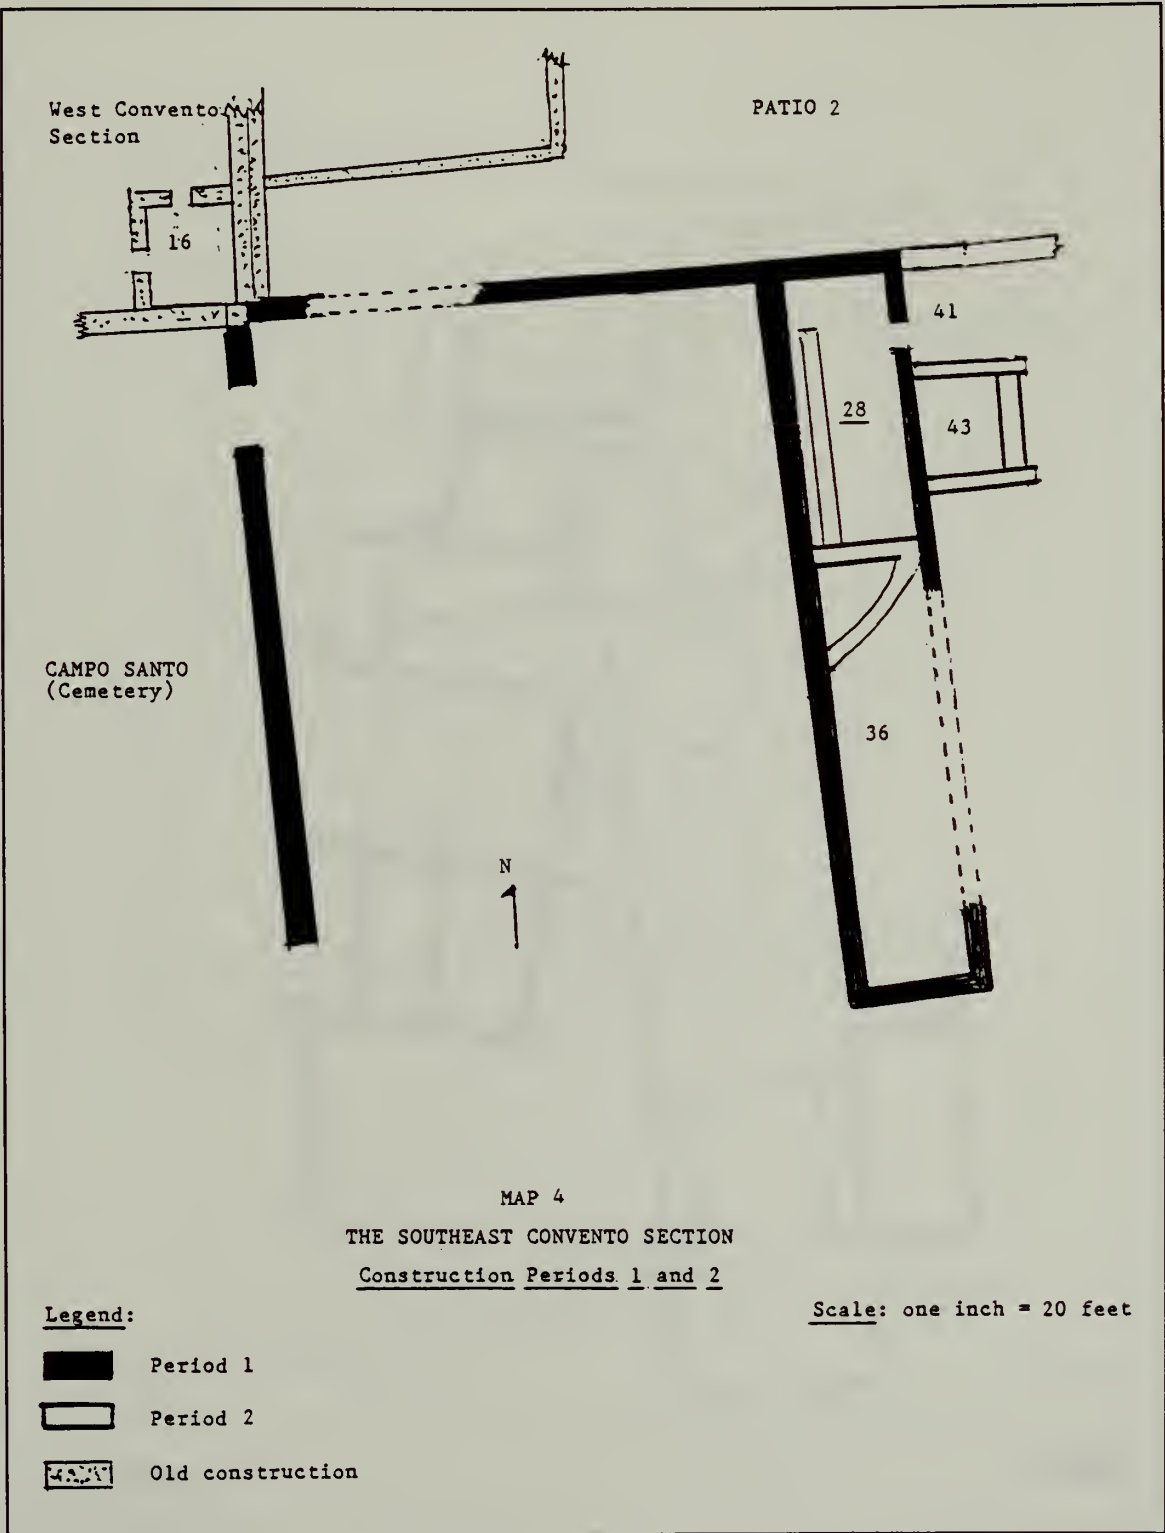 West Convento
Section
PATIO 2
16
41
28
43
CAMPO SANTO
(Cemetery)
36
N
MAP 4
THE SOUTHEAST CONVENTO SECTION
Construction Periods 1 and 2
Legend:
Scale: one inch = 20 feet
Period 1
Period 2
Old construction